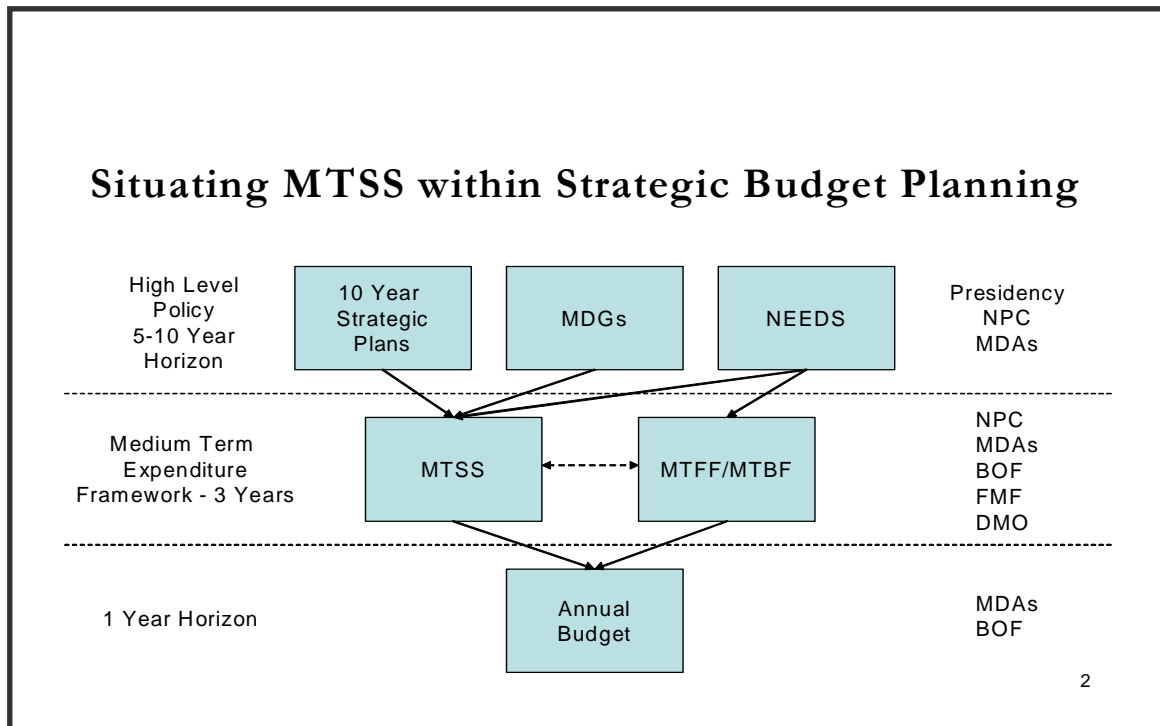 Situating MTSS within Strategic Budget Planning
High Level
Policy
5-10 Year
Horizon
10 Year
Strategic
Plans
MDGs
NEEDS
Presidency
NPC
MDAs
Medium Term
Expenditure
Framework - 3 Years
MTSS
MTFF/MTBF
NPC
MDAs
BOF
FMF
DMO
1 Year Horizon
Annual
Budget
MDAs
BOF
2